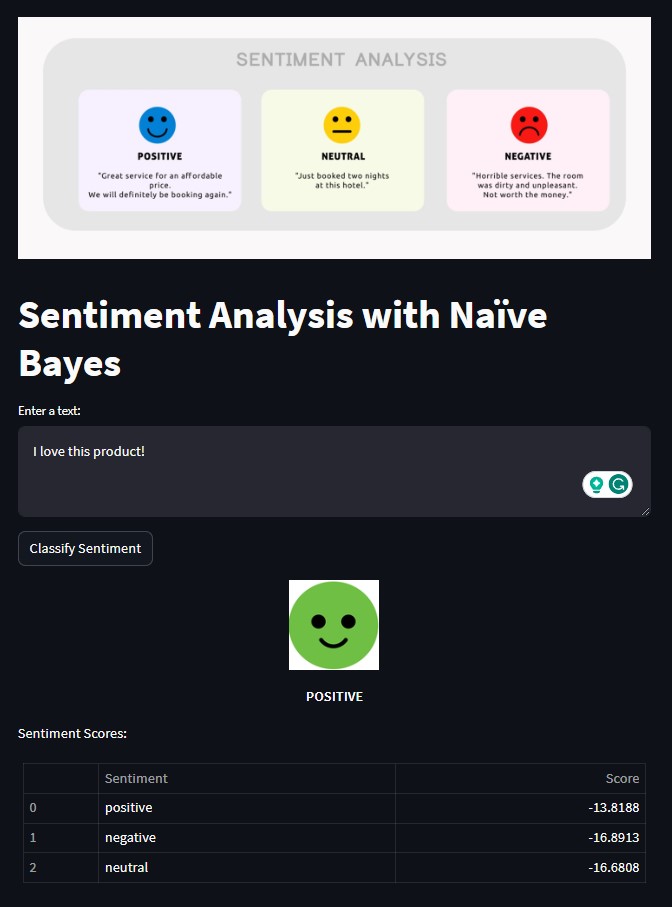 SENTIMENT ANALYSIS
POSITIVE
"Great service for an affordable
price.
We will definitely be booking again."
NEUTRAL
"Just booked two nights
at this hotel."
NEGATIVE
"Horrible services. The room
was dirty and unpleasant.
Not worth the money."
Sentiment Analysis with Naïve
Bayes
Enter a text:
I love this product!
Classify Sentiment
POSITIVE
Sentiment Scores:
Sentiment Score
0 positive -13.8188
1 negative -16.8913
2 neutral -16.6808